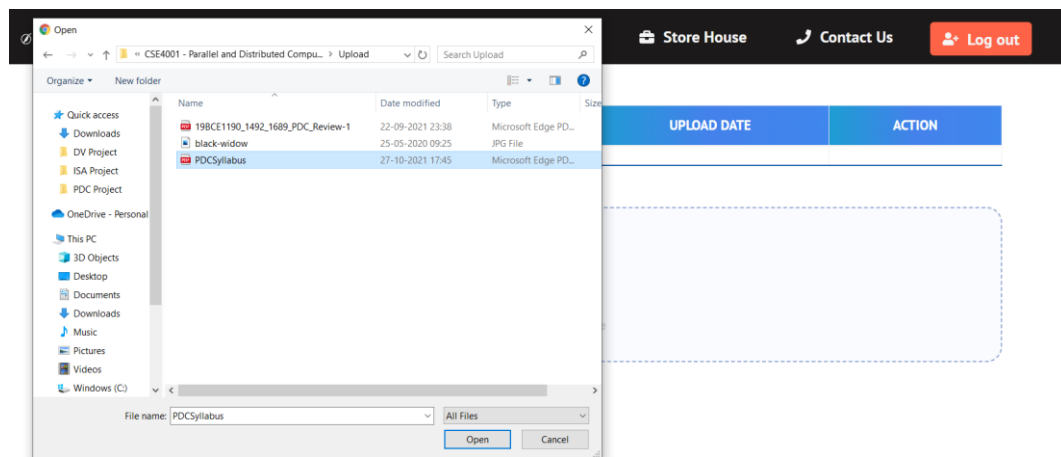 Open
Store House
Contact Us
Log out
« CSE4001 - Parallel and Distributed Compu... > Upload
Search Upload
Organize
New folder
Name
Date modified
Type
Size
Quick access
Downloads
DV Project
ISA Project
PDC Project
OneDrive - Personal
This PC
3D Objects
Desktop
Documents
Downloads
Music
Pictures
Videos
Windows (C:)
19BCE1190_1492_1689_PDC_Review-1 22-09-2021 23:38 Microsoft Edge PD...
black-widow 25-05-2020 09:25 JPG File
PDCSyllabus 27-10-2021 17:45 Microsoft Edge PD...
UPLOAD DATE
ACTION
File name: PDCSyllabus
All Files
Open
Cancel